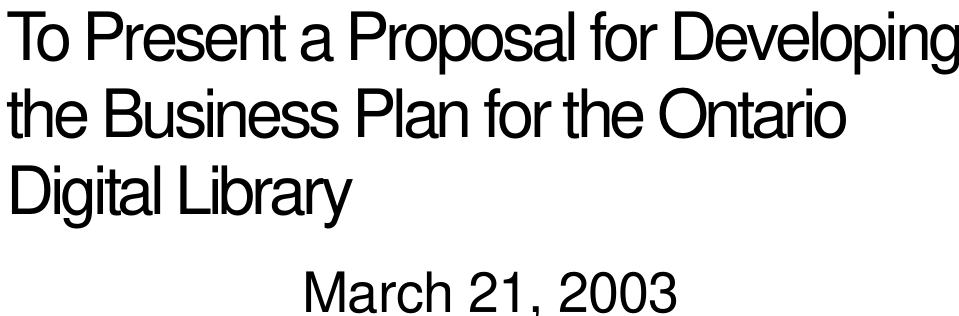 To Present a Proposal for Developing
the Business Plan for the Ontario
Digital Library
March 21, 2003